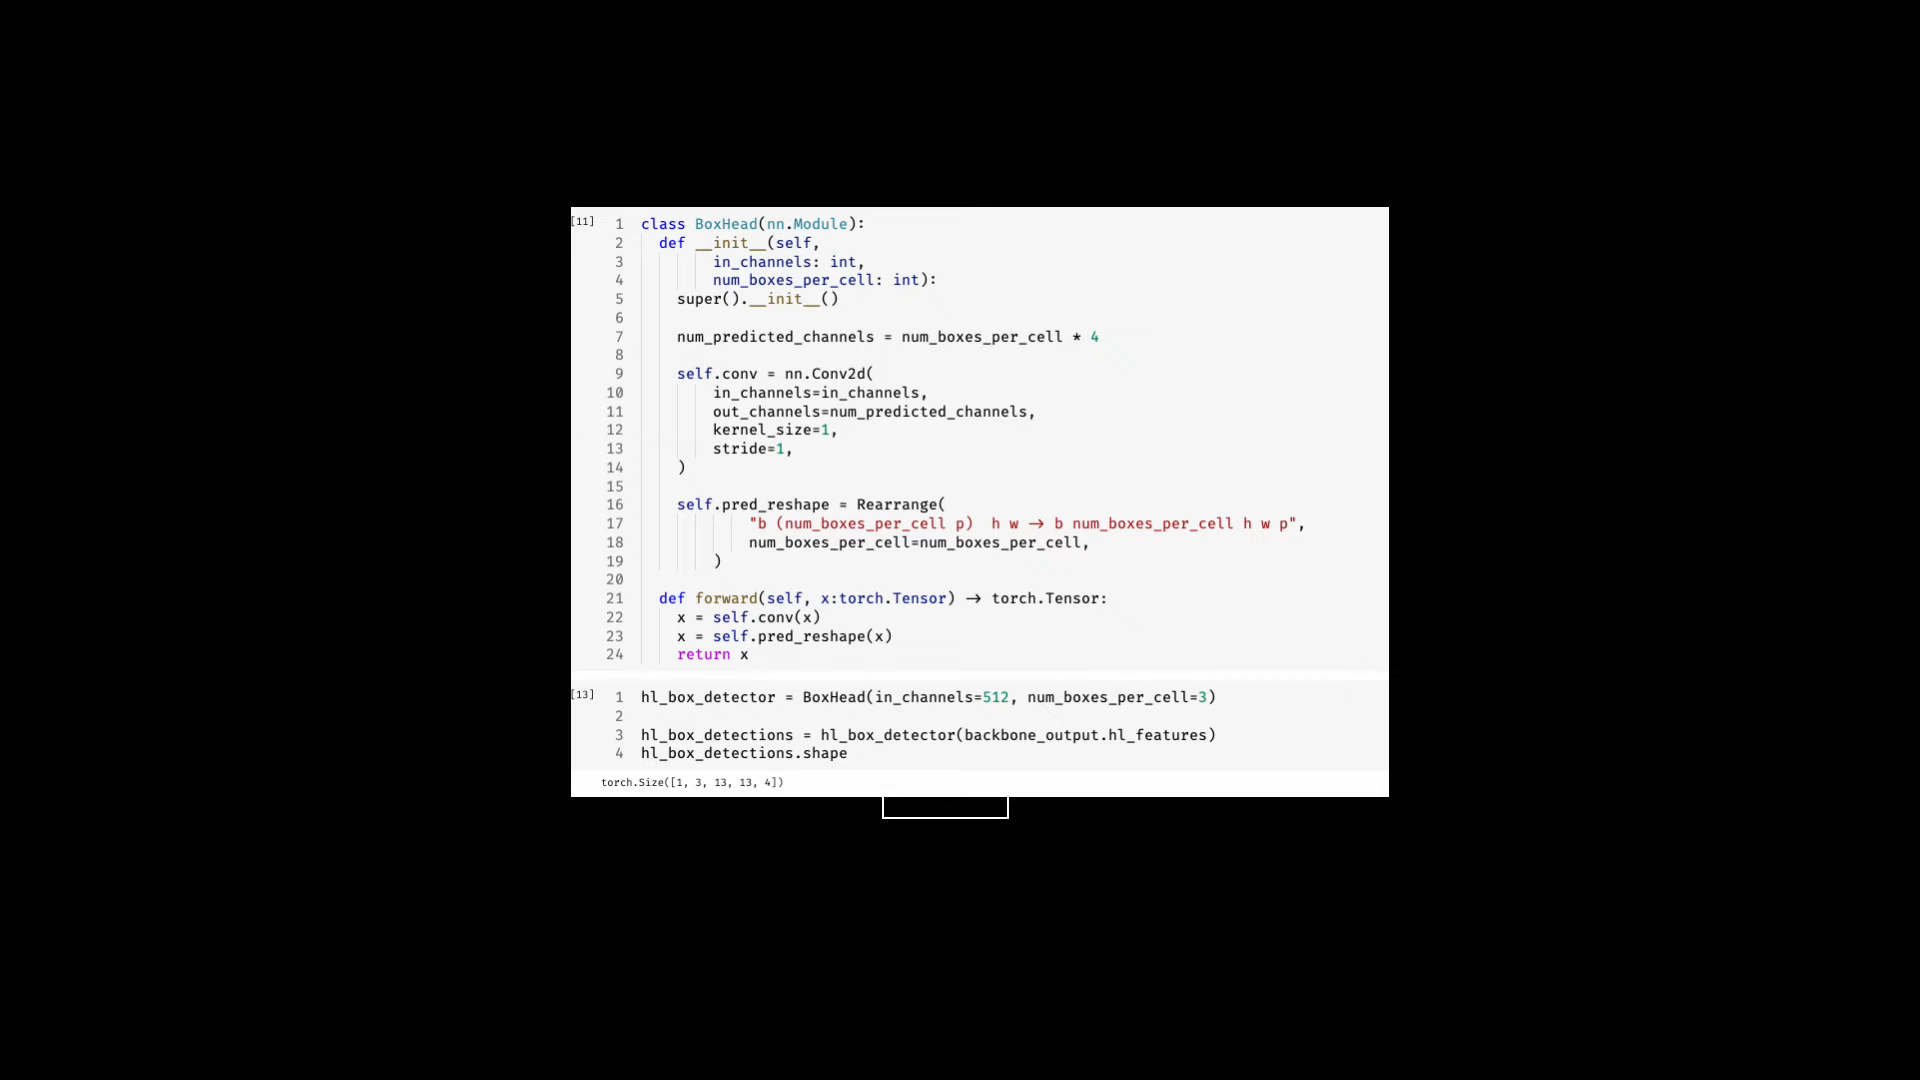 [11] 1 class BoxHead(nn.Module):
2 def __init__(self,
3 in_channels: int,
4 num_boxes_per_cell: int):
5 super().__init__()
6
7 num_predicted_channels = num_boxes_per_cell * 4
8
9 self.conv = nn.Conv2d(
10 in_channels=in_channels,
11 out_channels=num_predicted_channels,
12 kernel_size=1,
13 stride=1,
14 )
15
16 self.pred_reshape = Rearrange(
17 "b (num_boxes_per_cell p)  h w → b num_boxes_per_cell h w p",
18 num_boxes_per_cell=num_boxes_per_cell,
19 )
20
21 def forward(self, x:torch.Tensor) → torch.Tensor:
22 x = self.conv(x)
23 x = self.pred_reshape(x)
24 return x
[13] 1 hl_box_detector = BoxHead(in_channels=512, num_boxes_per_cell=3)
2
3 hl_box_detections = hl_box_detector(backbone_output.hl_features)
4 hl_box_detections.shape
torch.Size([1, 3, 13, 13, 4])